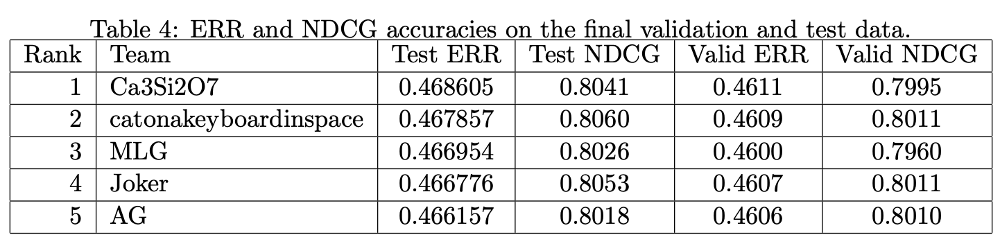 Table 4: ERR and NDCG accuracies on the final validation and test data.
Rank Team Test ERR Test NDCG Valid ERR Valid NDCG
1 Ca3Si2O7 0.468605 0.8041 0.4611 0.7995
2 catonakeyboardinspace 0.467857 0.8060 0.4609 0.8011
3 MLG 0.466954 0.8026 0.4600 0.7960
4 Joker 0.466776 0.8053 0.4607 0.8011
5 AG 0.466157 0.8018 0.4606 0.8010